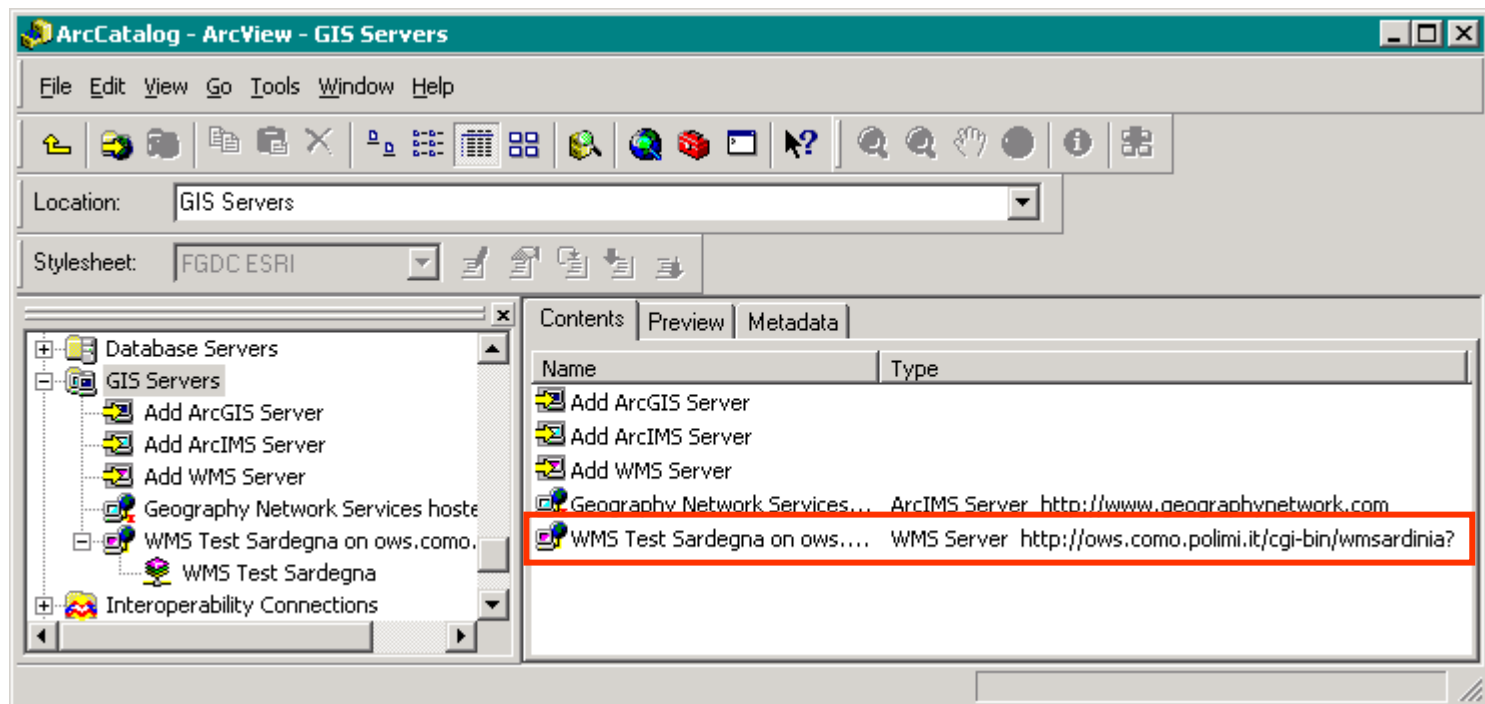 ArcCatalog - ArcView - GIS Servers
File Edit View Go Tools Window Help
Location: GIS Servers
Stylesheet: FGDC ESRI
Database Servers
GIS Servers
Add ArcGIS Server
Add ArcIMS Server
Add WMS Server
Geography Network Services hoste
WMS Test Sardegna on ows.como.
WMS Test Sardegna
Interoperability Connections
Contents Preview Metadata
Name Type
Add ArcGIS Server
Add ArcIMS Server
Add WMS Server
Geography Network Services... ArcIMS Server http://www.geographynetwork.com
WMS Test Sardegna on ows.... WMS Server http://ows.como.polimi.it/cgi-bin/wmsardinia?